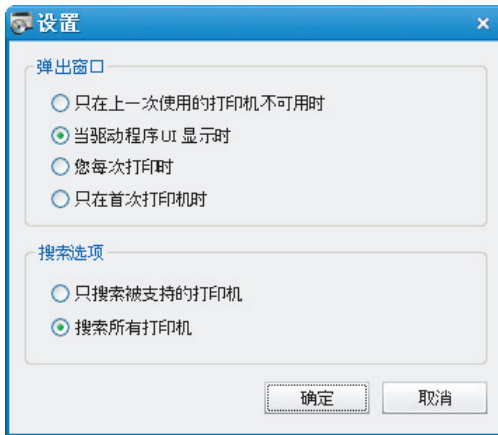 设置
弹出窗口
只在上一次使用的打印机不可用时
当驱动程序 UI 显示时
您每次打印时
只在首次打印机时
搜索选项
只搜索被支持的打印机
搜索所有打印机
确定
取消